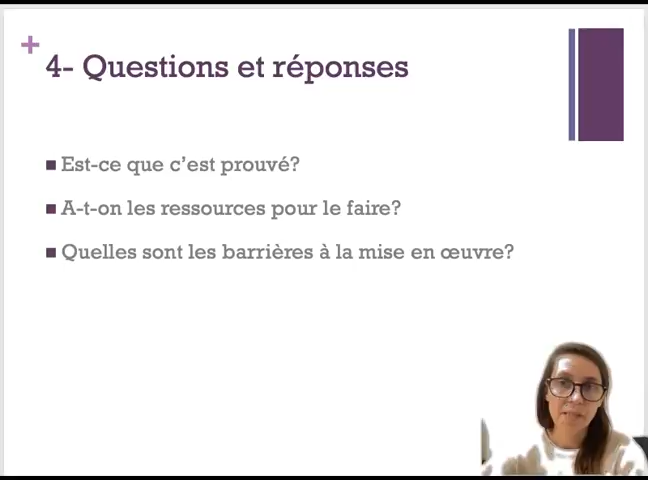 +
4- Questions et réponses
Est-ce que c’est prouvé?
A-t-on les ressources pour le faire?
Quelles sont les barrières à la mise en œuvre?